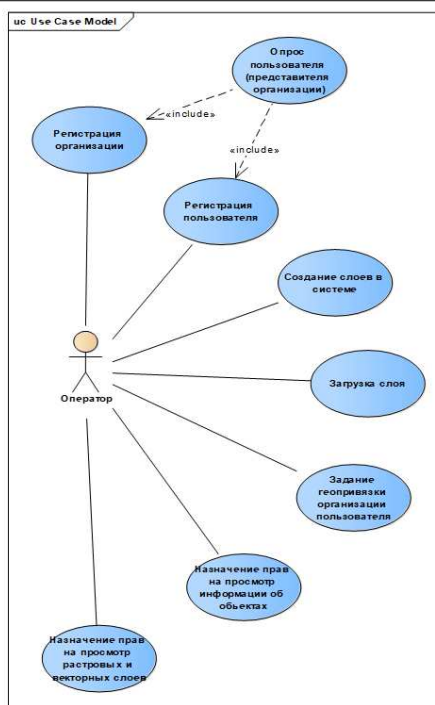 uc Use Case Model
Опрос
пользователя
(представителя
организации)
«include»
Регистрация
организации
«include»
Регистрация
пользователя
Создание слоев в
системе
Загрузка слоя
Оператор
Задание
геопривязки
организации
пользователя
Назначение прав
на просмотр
информации об
обьектах
Назначение прав
на просмотр
растровых и
векторных слоев